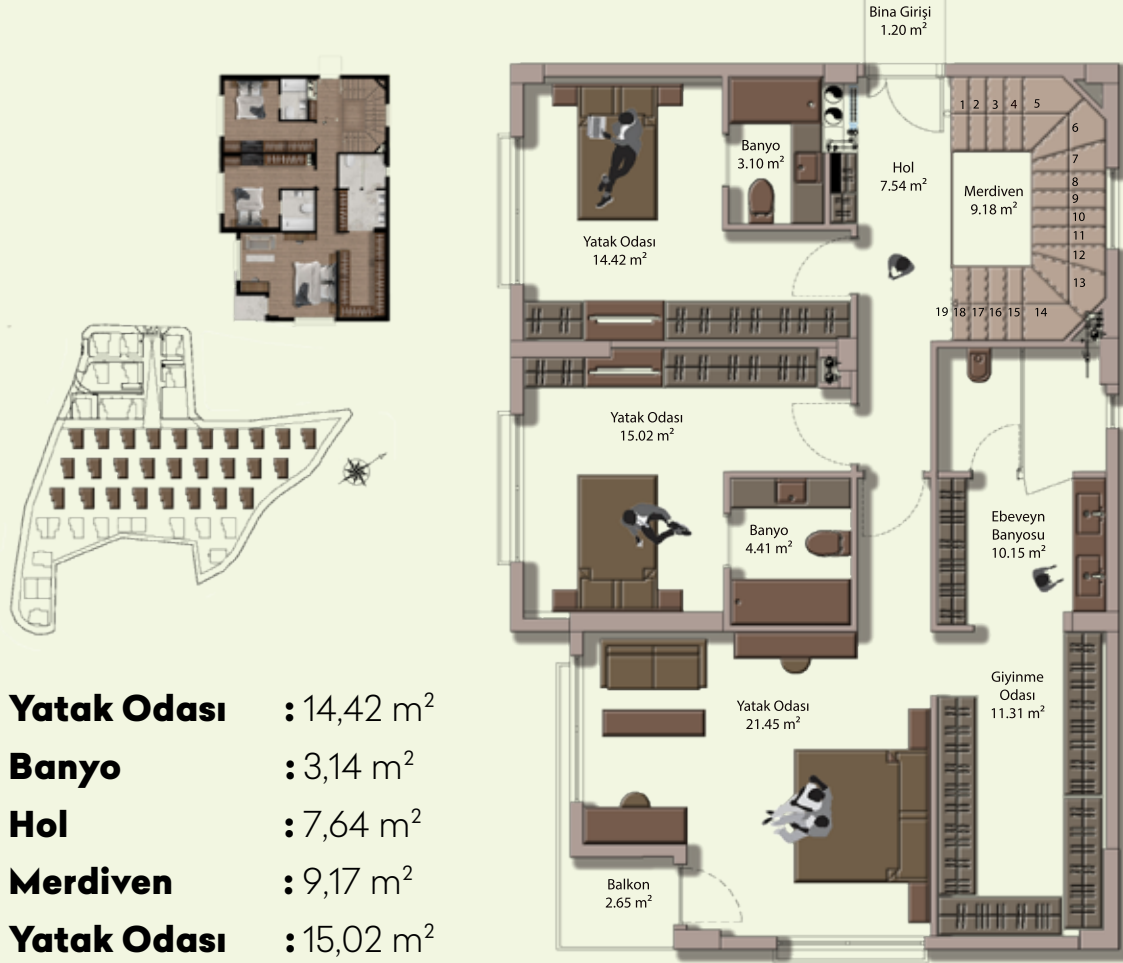 Bina Girişi
1.20 m²
1 2 3 4 5
6
7
8
9
10
11
12
13
19 18 17 16 15 14
Banyo
3.10 m²
Hol
7.54 m²
Merdiven
9.18 m²
Yatak Odası
14.42 m²
Yatak Odası
15.02 m²
Banyo
4.41 m²
Ebeveyn
Banyosu
10.15 m²
Giyinme
Odası
11.31 m²
Yatak Odası
21.45 m²
Balkon
2.65 m²
Yatak Odası : 14,42 m²
Banyo : 3,14 m²
Hol : 7,64 m²
Merdiven : 9,17 m²
Yatak Odası : 15,02 m²